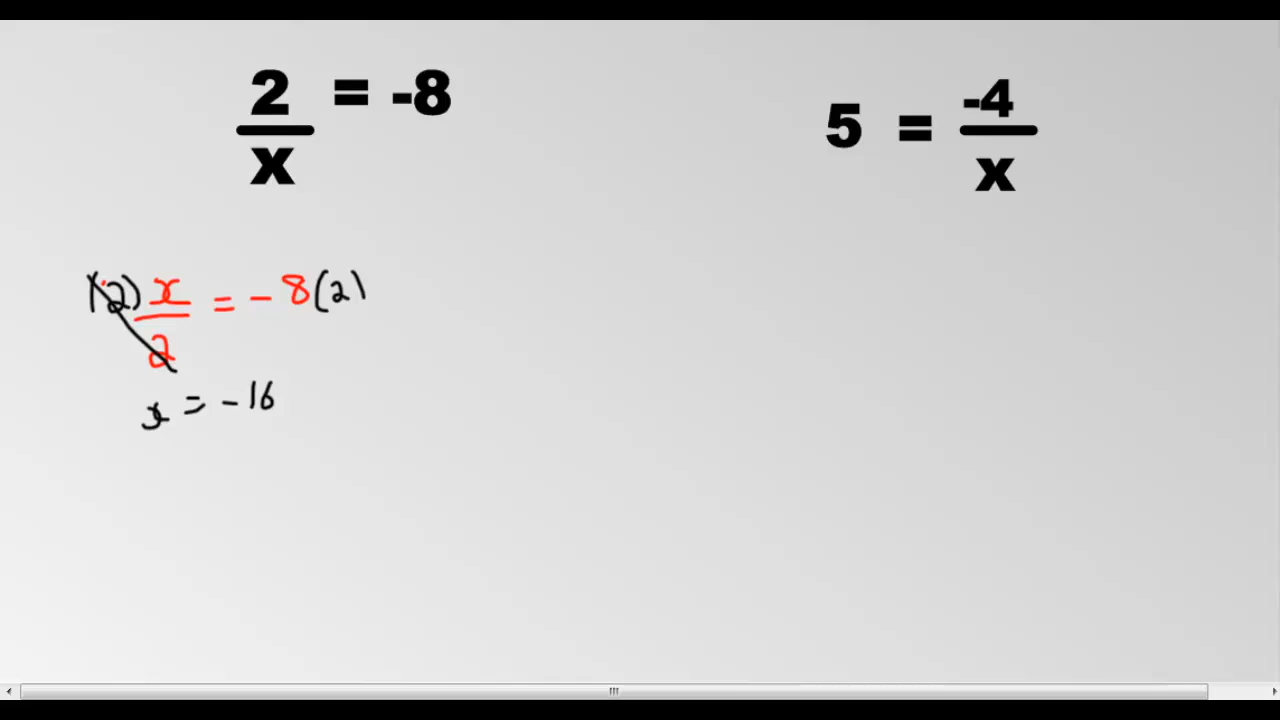 2/x = -8
5 = -4/x
(2) x/2 = -8(2)
x = -16